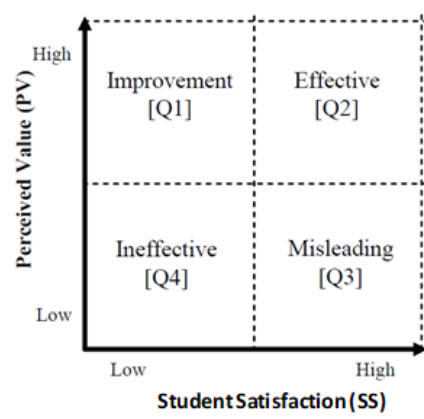 High
Improvement
[Q1]
Effective
[Q2]
Perceived Value (PV)
Ineffective
[Q4]
Misleading
[Q3]
Low
Low
High
Student Satisfaction (SS)